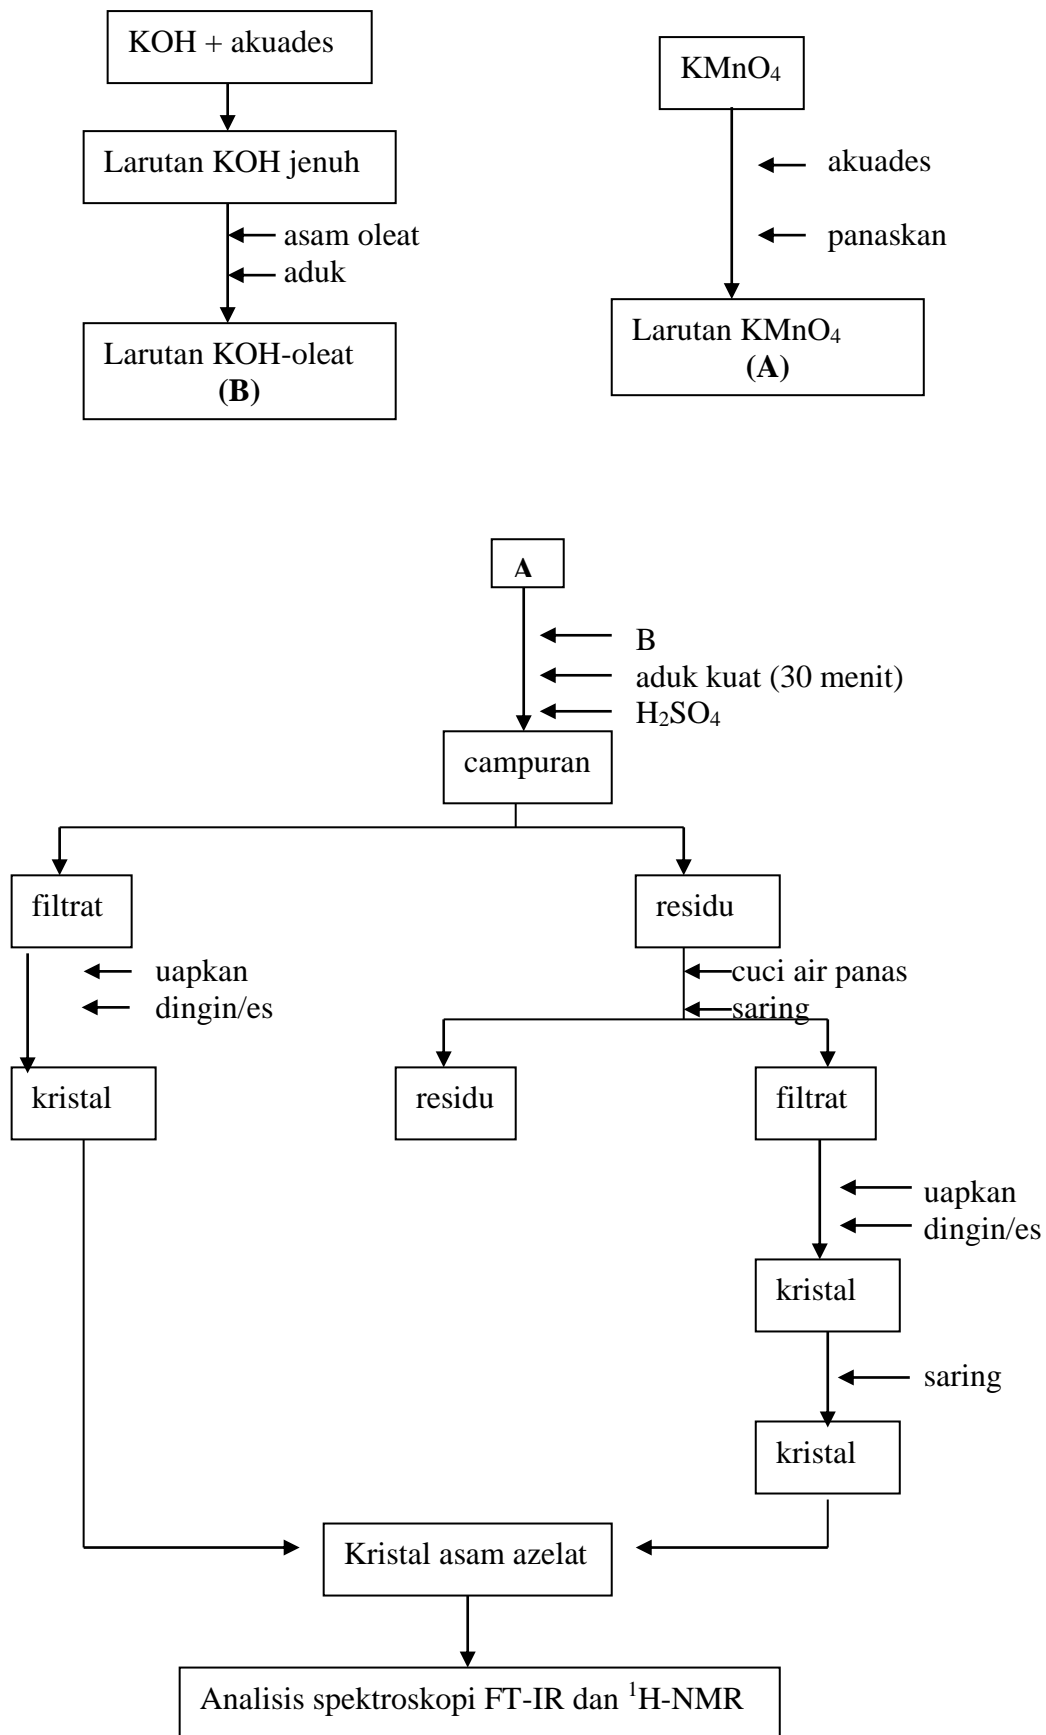 KOH + akuades
Larutan KOH jenuh
asam oleat
aduk
Larutan KOH-oleat
(B)
KMnO₄
akuades
panaskan
Larutan KMnO₄
(A)
A
B
aduk kuat (30 menit)
H₂SO₄
campuran
filtrat
residu
uapkan
dingin/es
cuci air panas
saring
kristal
residu
filtrat
uapkan
dingin/es
kristal
saring
kristal
Kristal asam azelat
Analisis spektroskopi FT-IR dan ¹H-NMR